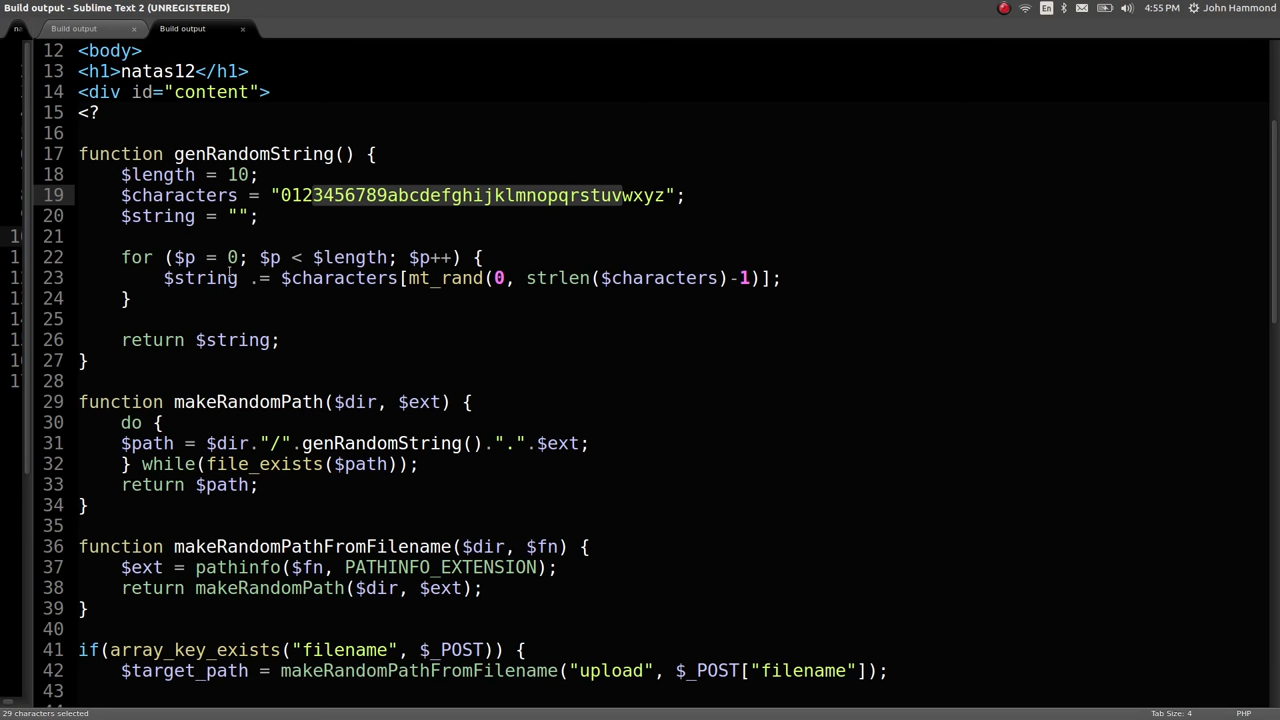 Build output - Sublime Text 2 (UNREGISTERED) En 4:55 PM John Hammond
na Build output × Build output ×
12 <body>
13 <h1>natas12</h1>
14 <div id="content">
15 <?
16
17 function genRandomString() {
18 $length = 10;
19 $characters = "0123456789abcdefghijklmnopqrstuvwxyz";
20 $string = "";
21
22 for ($p = 0; $p < $length; $p++) {
23 $string .= $characters[mt_rand(0, strlen($characters)-1)];
24 }
25
26 return $string;
27 }
28
29 function makeRandomPath($dir, $ext) {
30 do {
31 $path = $dir."/".genRandomString().".".$ext;
32 } while(file_exists($path));
33 return $path;
34 }
35
36 function makeRandomPathFromFilename($dir, $fn) {
37 $ext = pathinfo($fn, PATHINFO_EXTENSION);
38 return makeRandomPath($dir, $ext);
39 }
40
41 if(array_key_exists("filename", $_POST)) {
42 $target_path = makeRandomPathFromFilename("upload", $_POST["filename"]);
43
29 characters selected Tab Size: 4 PHP